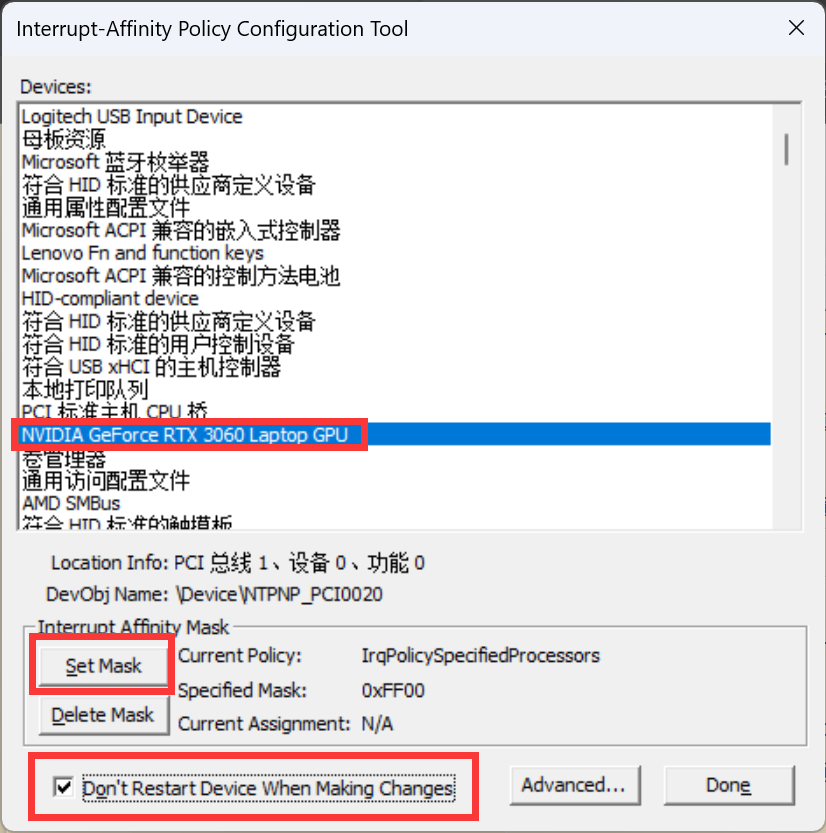 Interrupt-Affinity Policy Configuration Tool
Devices:
Logitech USB Input Device
母板资源
Microsoft 蓝牙枚举器
符合 HID 标准的供应商定义设备
通用属性配置文件
Microsoft ACPI 兼容的嵌入式控制器
Lenovo Fn and function keys
Microsoft ACPI 兼容的控制方法电池
HID-compliant device
符合 HID 标准的供应商定义设备
符合 HID 标准的用户控制设备
符合 USB xHCI 的主机控制器
本地打印队列
PCI 标准主机 CPU 桥
NVIDIA GeForce RTX 3060 Laptop GPU
卷管理器
通用访问配置文件
AMD SMBus
符合 HID 标准的触摸板
Location Info: PCI 总线 1、设备 0、功能 0
DevObj Name: \Device\NTPNP_PCI0020
Interrupt Affinity Mask
Set Mask
Current Policy: IrqPolicySpecifiedProcessors
Specified Mask: 0xFF00
Delete Mask
Current Assignment: N/A
Don't Restart Device When Making Changes
Advanced...
Done